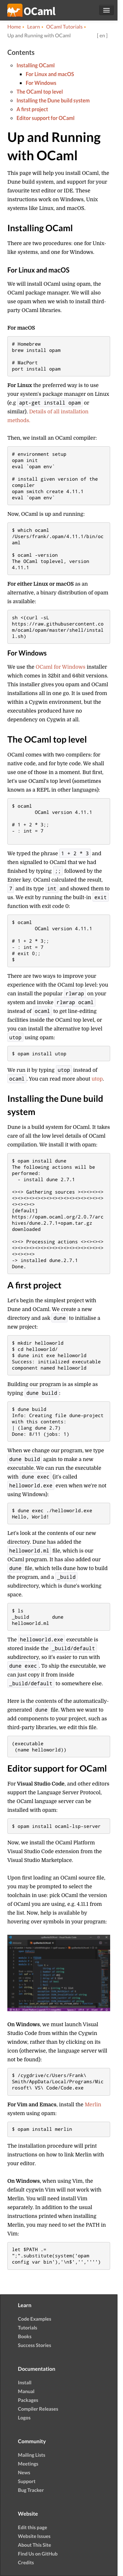 OCaml
Home › Learn › OCaml Tutorials ›
Up and Running with OCaml [ en ]
Contents
Installing OCaml
For Linux and macOS
For Windows
The OCaml top level
Installing the Dune build system
A first project
Editor support for OCaml
Up and Running
with OCaml
This page will help you install OCaml, the
Dune build system, and support for your
favourite text editor or IDE. These
instructions work on Windows, Unix
systems like Linux, and macOS.
Installing OCaml
There are two procedures: one for Unix-
like systems, and one for Windows.
For Linux and macOS
We will install OCaml using opam, the
OCaml package manager. We will also
use opam when we wish to install third-
party OCaml libraries.
For macOS
# Homebrew
brew install opam
# MacPort
port install opam
For Linux the preferred way is to use
your system's package manager on Linux
(e.g apt-get install opam or
similar). Details of all installation
methods.
Then, we install an OCaml compiler:
# environment setup
opam init
eval `opam env`
# install given version of the
compiler
opam switch create 4.11.1
eval `opam env`
Now, OCaml is up and running:
$ which ocaml
/Users/frank/.opam/4.11.1/bin/oc
aml
$ ocaml -version
The OCaml toplevel, version
4.11.1
For either Linux or macOS as an
alternative, a binary distribution of opam
is available:
sh <(curl -sL
https://raw.githubusercontent.co
m/ocaml/opam/master/shell/instal
l.sh)
For Windows
We use the OCaml for Windows installer
which comes in 32bit and 64bit versions.
This installer gives you opam and OCaml
installations all in one go. It is used from
within a Cygwin environment, but the
executables produced have no
dependency on Cygwin at all.
The OCaml top level
OCaml comes with two compilers: for
native code, and for byte code. We shall
use one of those in a moment. But first,
let's use OCaml's top level (sometimes
known as a REPL in other languages):
$ ocaml
OCaml version 4.11.1
# 1 + 2 * 3;;
- : int = 7
We typed the phrase 1 + 2 * 3 and
then signalled to OCaml that we had
finished by typing ;; followed by the
Enter key. OCaml calculated the result,
7 and its type int and showed them to
us. We exit by running the built-in exit
function with exit code 0:
$ ocaml
OCaml version 4.11.1
# 1 + 2 * 3;;
- : int = 7
# exit 0;;
$
There are two ways to improve your
experience with the OCaml top level: you
can install the popular rlwrap on your
system and invoke rlwrap ocaml
instead of ocaml to get line-editing
facilities inside the OCaml top level, or
you can install the alternative top level
utop using opam:
$ opam install utop
We run it by typing utop instead of
ocaml. You can read more about utop.
Installing the Dune build
system
Dune is a build system for OCaml. It takes
care of all the low level details of OCaml
compilation. We install it with opam:
$ opam install dune
The following actions will be
performed:
- install dune 2.7.1
<><> Gathering sources <><><><><
><><><><><><><><><><><><><><><><
><><><><><><><>
[default]
https://opam.ocaml.org/2.0.7/arc
hives/dune.2.7.1+opam.tar.gz
downloaded
<><> Processing actions <><><><>
<><><><><><><><><><><><><><><><>
<><><><><><><>
-> installed dune.2.7.1
Done.
A first project
Let's begin the simplest project with
Dune and OCaml. We create a new
directory and ask dune to initialise a
new project:
$ mkdir helloworld
$ cd helloworld/
$ dune init exe helloworld
Success: initialized executable
component named helloworld
Building our program is as simple as
typing dune build:
$ dune build
Info: Creating file dune-project
with this contents:
| (lang dune 2.7)
Done: 8/11 (jobs: 1)
When we change our program, we type
dune build again to make a new
executable. We can run the executable
with dune exec (it's called
helloworld.exe even when we're not
using Windows):
$ dune exec ./helloworld.exe
Hello, World!
Let's look at the contents of our new
directory. Dune has added the
helloworld.ml file, which is our
OCaml program. It has also added our
dune file, which tells dune how to build
the program, and a _build
subdirectory, which is dune's working
space.
$ ls
_build dune
helloworld.ml
The helloworld.exe executable is
stored inside the _build/default
subdirectory, so it's easier to run with
dune exec. To ship the executable, we
can just copy it from inside
_build/default to somewhere else.
Here is the contents of the automatically-
generated dune file. When we want to
add components to your project, such as
third-party libraries, we edit this file.
(executable
(name helloworld))
Editor support for OCaml
For Visual Studio Code, and other editors
support the Language Server Protocol,
the OCaml language server can be
installed with opam:
$ opam install ocaml-lsp-server
Now, we install the OCaml Platform
Visual Studio Code extension from the
Visual Studio Marketplace.
Upon first loading an OCaml source file,
you may be prompted to select the
toolchain in use: pick OCaml the version
of OCaml you are using, e.g. 4.11.1 from
the list. Now, help is available by
hovering over symbols in your program:
On Windows, we must launch Visual
Studio Code from within the Cygwin
window, rather than by clicking on its
icon (otherwise, the language server will
not be found):
$ /cygdrive/c/Users/Frank\
Smith/AppData/Local/Programs/Mic
rosoft\ VS\ Code/Code.exe
For Vim and Emacs, install the Merlin
system using opam:
$ opam install merlin
The installation procedure will print
instructions on how to link Merlin with
your editor.
On Windows, when using Vim, the
default cygwin Vim will not work with
Merlin. You will need install Vim
separately. In addition to the usual
instructions printed when installing
Merlin, you may need to set the PATH in
Vim:
let $PATH .=
";".substitute(system('opam
config var bin'),'\n$','','''')
Learn
Code Examples
Tutorials
Books
Success Stories
Documentation
Install
Manual
Packages
Compiler Releases
Logos
Community
Mailing Lists
Meetings
News
Support
Bug Tracker
Website
Edit this page
Website Issues
About This Site
Find Us on GitHub
Credits